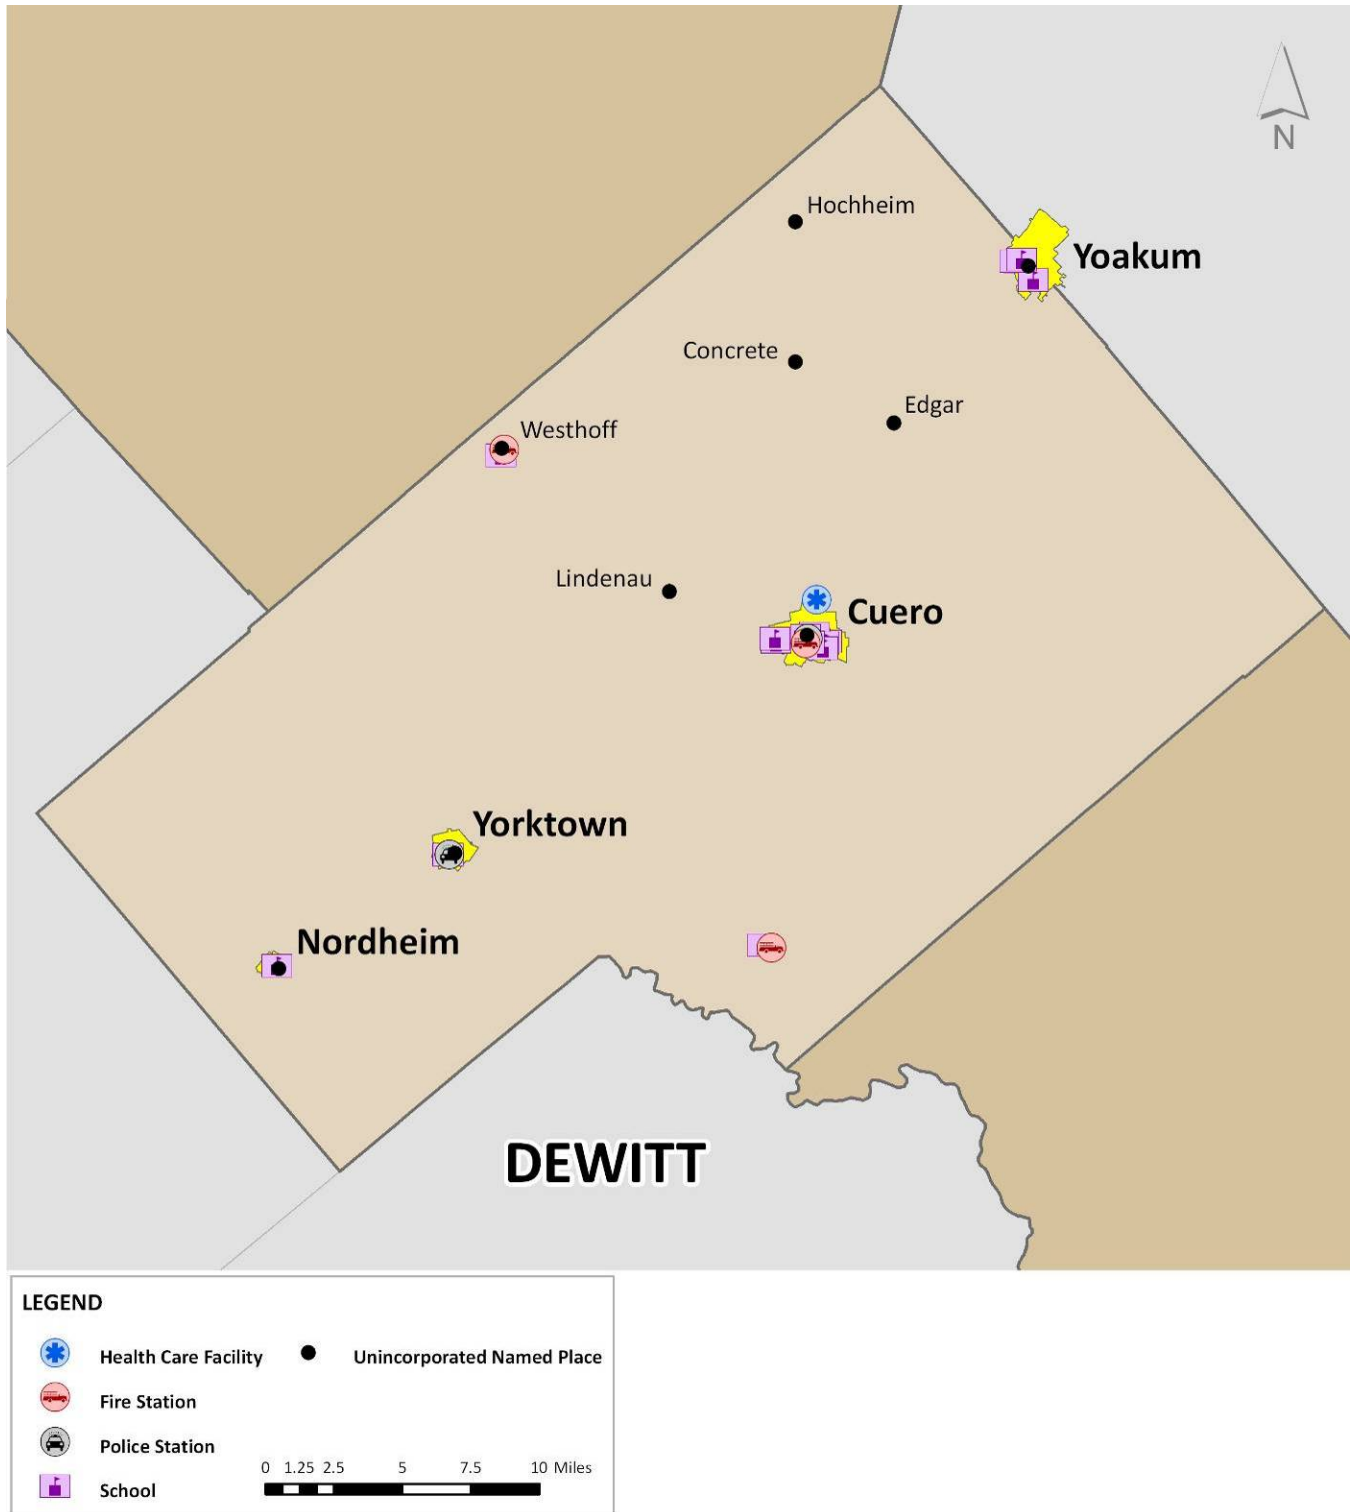 N
Hochheim
Yoakum
Concrete
Edgar
Westhoff
Lindenau
Cuero
Yorktown
Nordheim
DEWITT
LEGEND
Health Care Facility
Unincorporated Named Place
Fire Station
Police Station
School
0 1.25 2.5 5 7.5 10 Miles